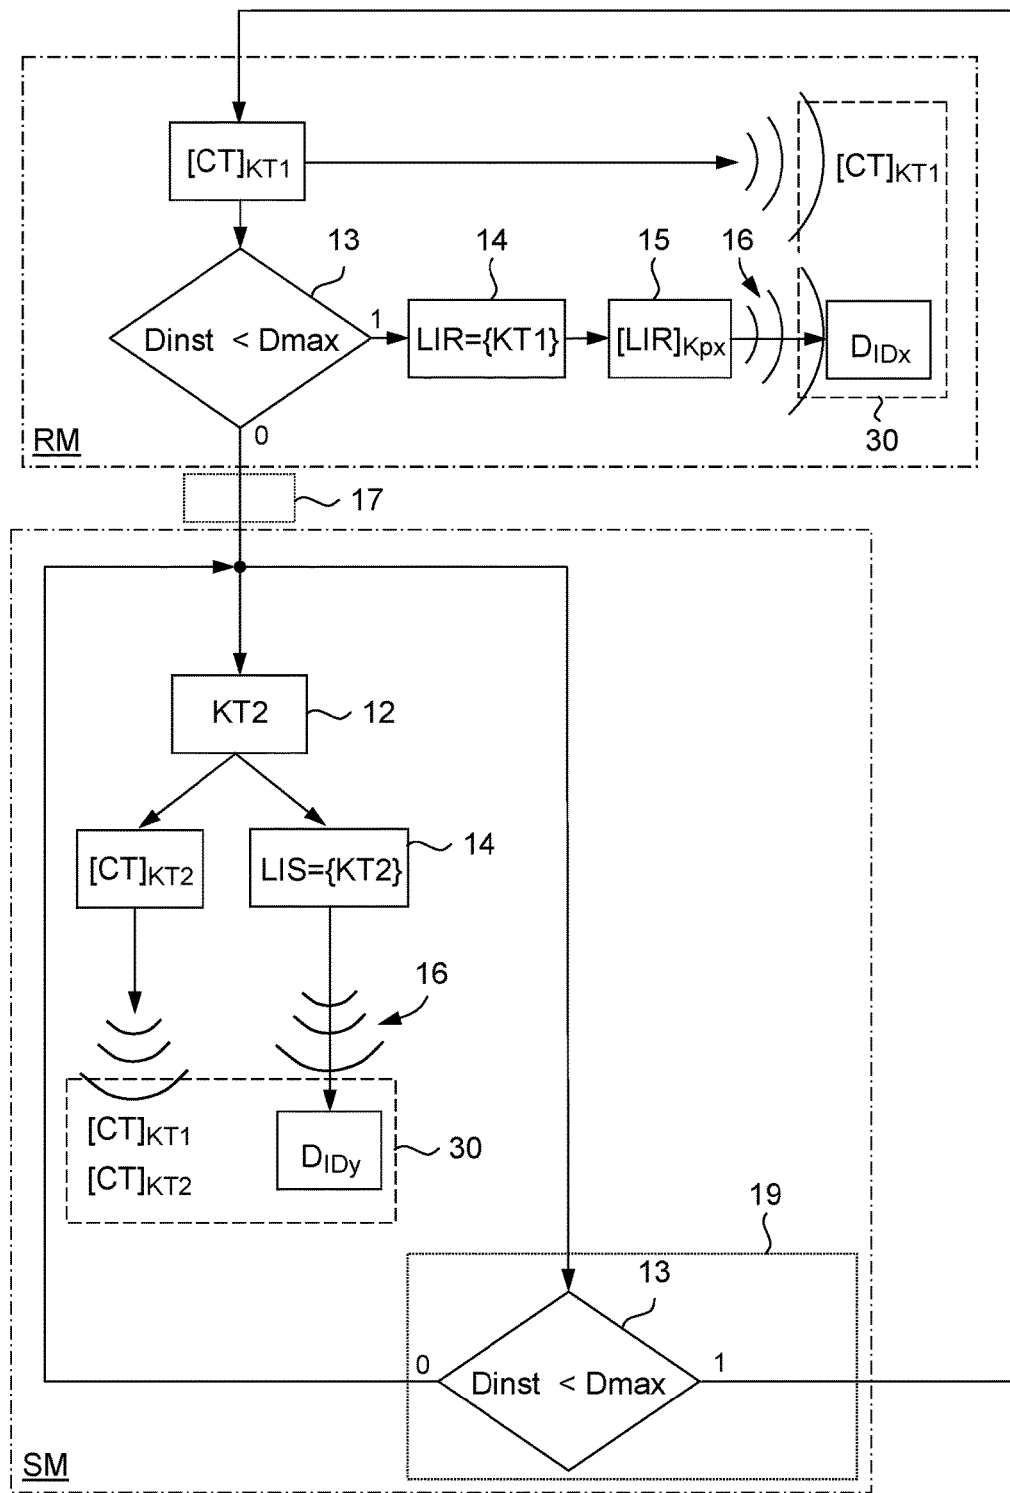 [CT]KT1
[CT]KT1
13
14
15
16
1
Dinst < Dmax
LIR={KT1}
[LIR]Kpx
DIDx
0
30
RM
17
KT2
12
[CT]KT2
LIS={KT2}
14
16
[CT]KT1
[CT]KT2
DIDy
30
19
13
0
1
Dinst < Dmax
SM